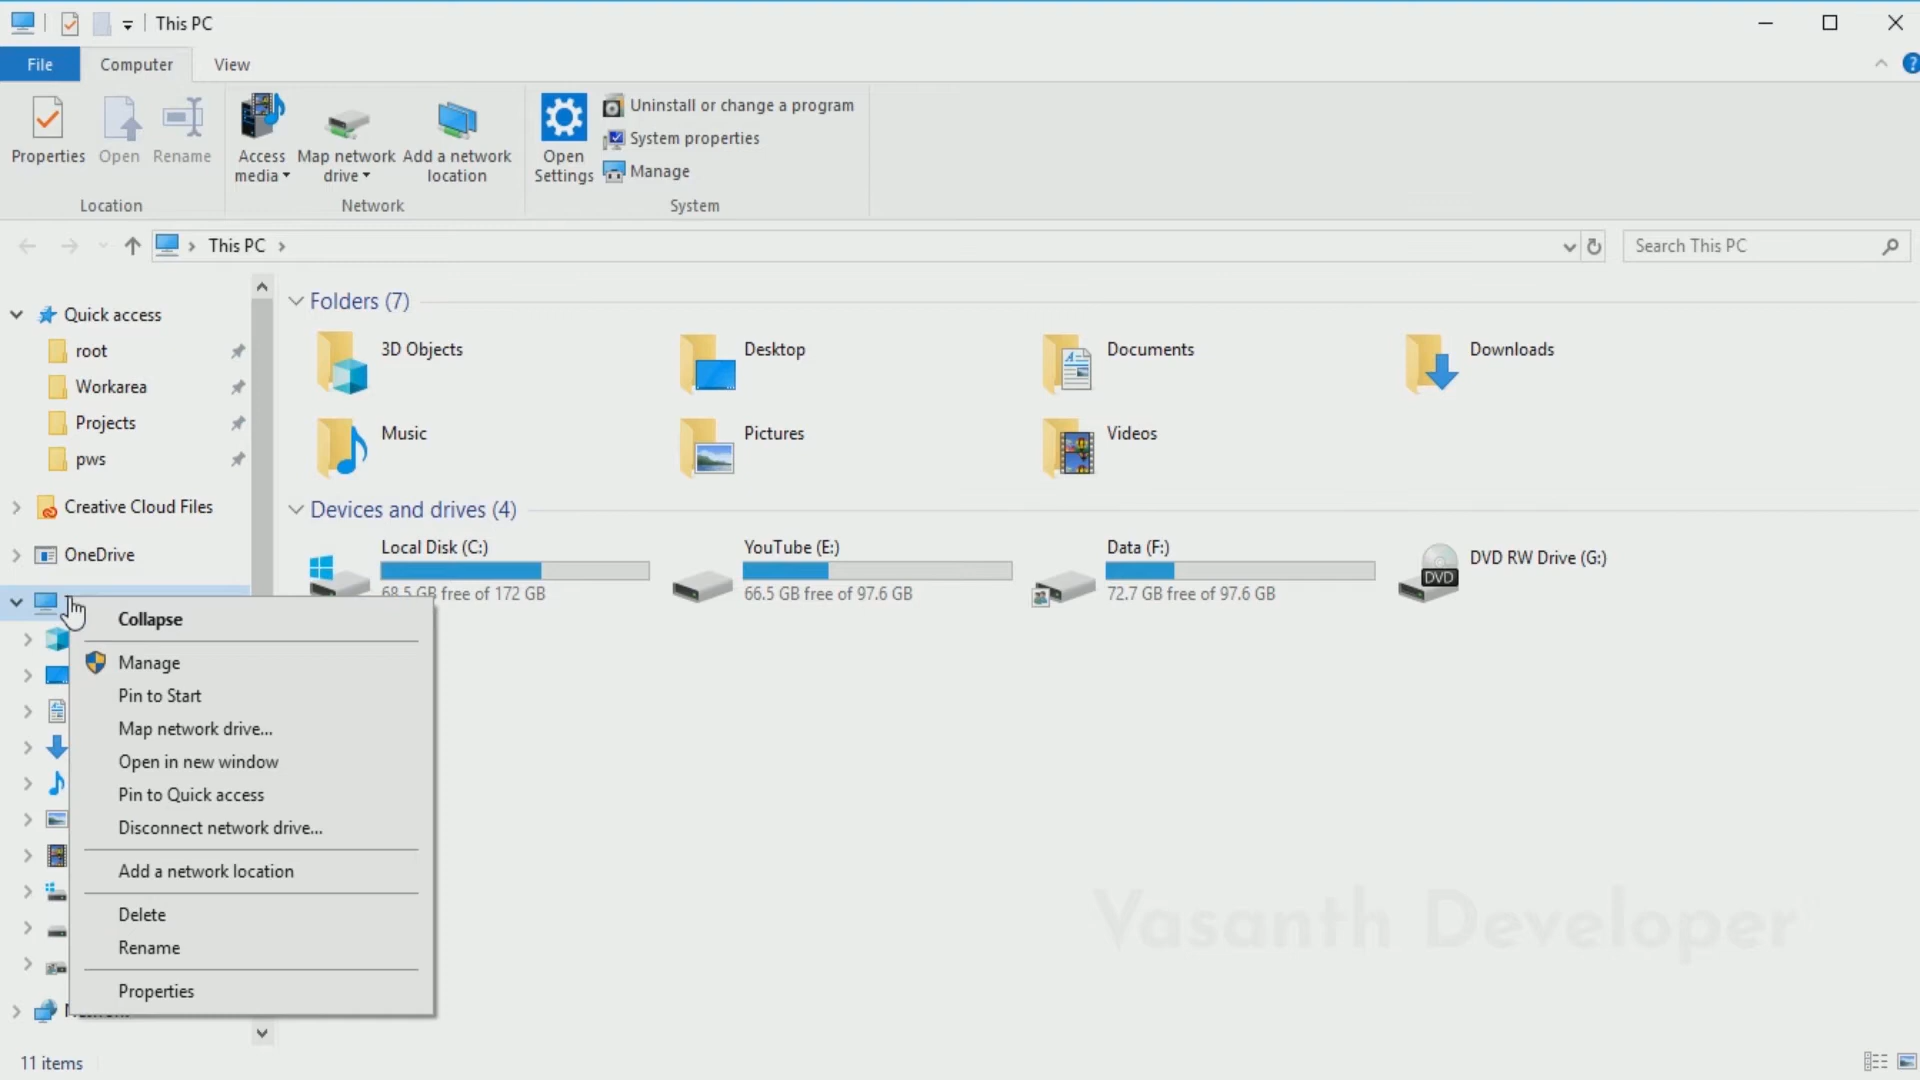 This PC
File Computer View
Properties Open Rename Access media Map network drive Add a network location Open Settings
Uninstall or change a program
System properties
Manage
Location Network System
This PC
Search This PC
Quick access
root
Workarea
Projects
pws
Creative Cloud Files
OneDrive
Folders (7)
3D Objects Desktop Documents Downloads
Music Pictures Videos
Devices and drives (4)
Local Disk (C:)
68.5 GB free of 172 GB
YouTube (E:)
66.5 GB free of 97.6 GB
Data (F:)
72.7 GB free of 97.6 GB
DVD
DVD RW Drive (G:)
Collapse
Manage
Pin to Start
Map network drive...
Open in new window
Pin to Quick access
Disconnect network drive...
Add a network location
Delete
Rename
Properties
Vasanth Developer
11 items